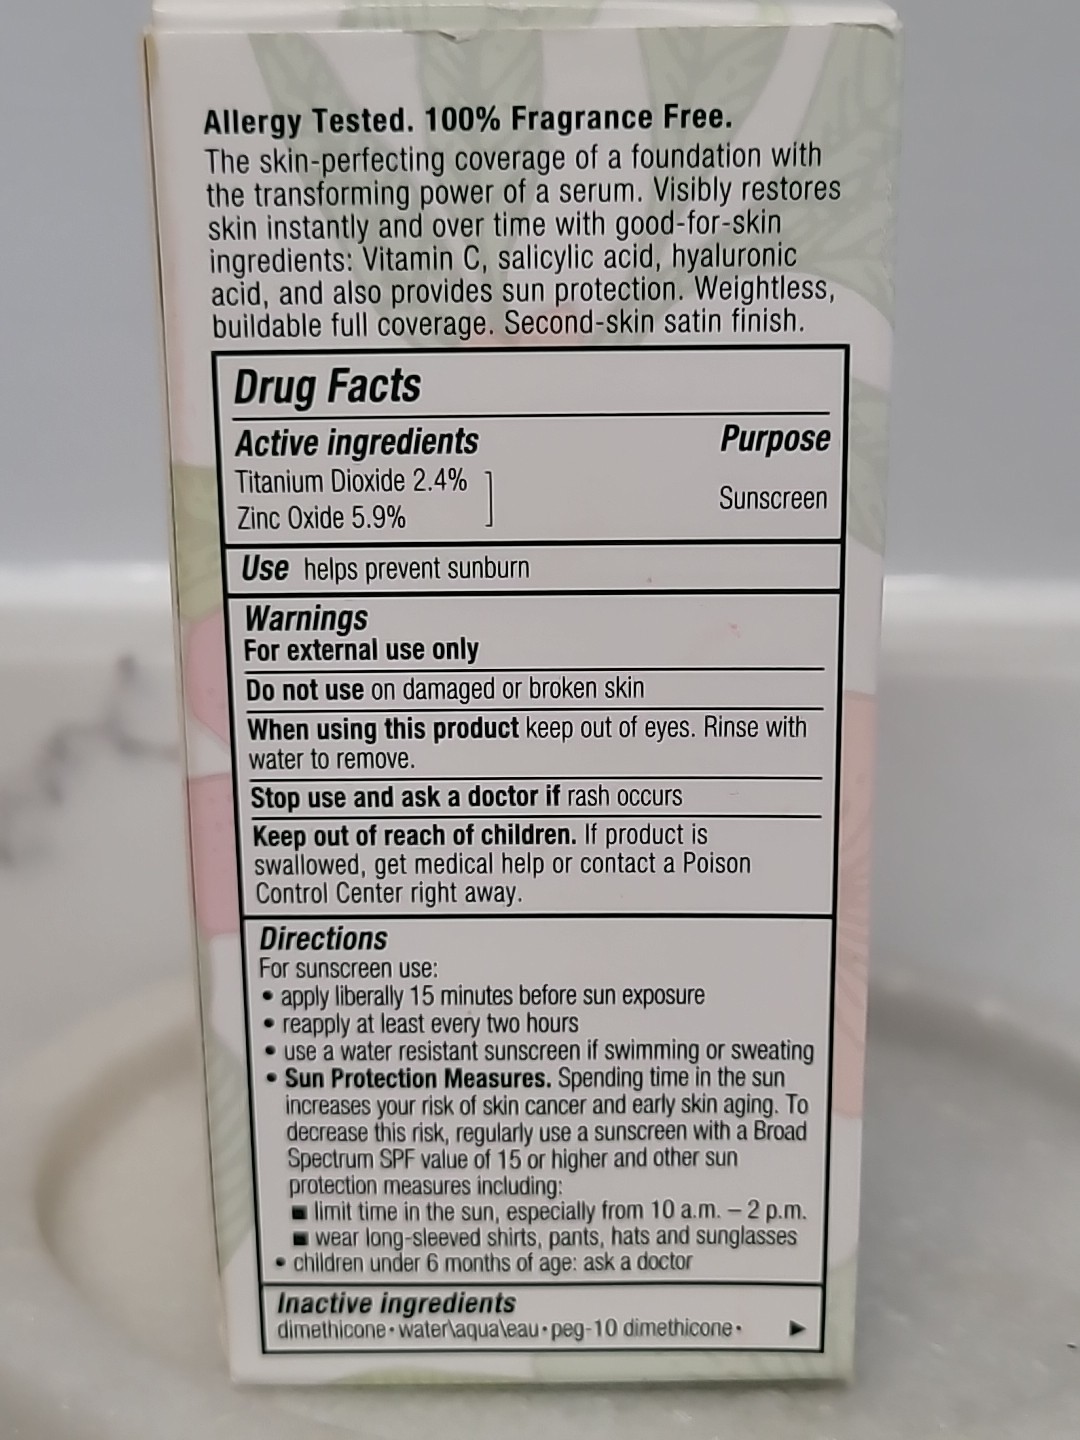 Allergy Tested. 100% Fragrance Free.
The skin-perfecting coverage of a foundation with
the transforming power of a serum. Visibly restores
skin instantly and over time with good-for-skin
ingredients: Vitamin C, salicylic acid, hyaluronic
acid, and also provides sun protection. Weightless,
buildable full coverage. Second-skin satin finish.
Drug Facts
Active ingredients Purpose
Titanium Dioxide 2.4%
Zinc Oxide 5.9%
Sunscreen
Use helps prevent sunburn
Warnings
For external use only
Do not use on damaged or broken skin
When using this product keep out of eyes. Rinse with
water to remove.
Stop use and ask a doctor if rash occurs
Keep out of reach of children. If product is
swallowed, get medical help or contact a Poison
Control Center right away.
Directions
For sunscreen use:
• apply liberally 15 minutes before sun exposure
• reapply at least every two hours
• use a water resistant sunscreen if swimming or sweating
• Sun Protection Measures. Spending time in the sun
increases your risk of skin cancer and early skin aging. To
decrease this risk, regularly use a sunscreen with a Broad
Spectrum SPF value of 15 or higher and other sun
protection measures including:
■ limit time in the sun, especially from 10 a.m. – 2 p.m.
■ wear long-sleeved shirts, pants, hats and sunglasses
• children under 6 months of age: ask a doctor
Inactive ingredients
dimethicone • water\aqua\eau • peg-10 dimethicone • ▶